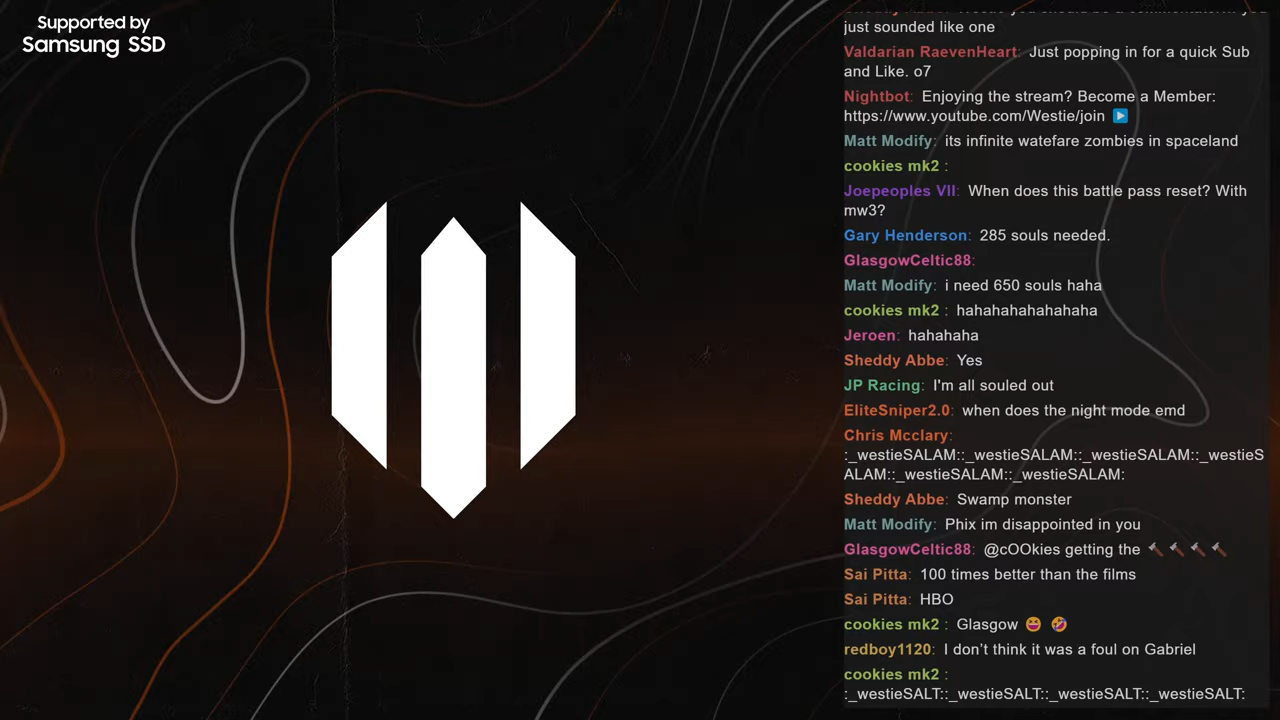 Supported by
Samsung SSD
just sounded like one
Valdarian RaevenHeart: Just popping in for a quick Sub
and Like. o7
Nightbot: Enjoying the stream? Become a Member:
https://www.youtube.com/Westie/join
Matt Modify: its infinite watefare zombies in spaceland
cookies mk2 :
Joepeoples VII: When does this battle pass reset? With
mw3?
Gary Henderson: 285 souls needed.
GlasgowCeltic88:
Matt Modify: i need 650 souls haha
cookies mk2 : hahahahahahahaha
Jeroen: hahahaha
Sheddy Abbe: Yes
JP Racing: I'm all souled out
EliteSniper2.0: when does the night mode emd
Chris Mcclary:
:_westieSALAM::_westieSALAM::_westieSALAM::_westieS
ALAM::_westieSALAM::_westieSALAM:
Sheddy Abbe: Swamp monster
Matt Modify: Phix im disappointed in you
GlasgowCeltic88: @cOOkies getting the 🔨 🔨 🔨 🔨
Sai Pitta: 100 times better than the films
Sai Pitta: HBO
cookies mk2 : Glasgow 😆 🤣
redboy1120: I don't think it was a foul on Gabriel
cookies mk2 :
:_westieSALT::_westieSALT::_westieSALT::_westieSALT: